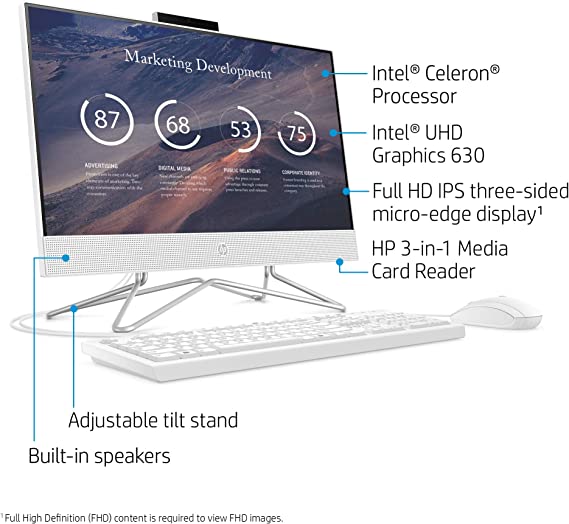 Marketing Development
87
68
53
75
ADVERTISING
DIGITAL MEDIA
PUBLIC RELATIONS
CORPORATE IDENTITY
hp
Intel® Celeron®
Processor
Intel® UHD
Graphics 630
Full HD IPS three-sided
micro-edge display¹
HP 3-in-1 Media
Card Reader
Adjustable tilt stand
Built-in speakers
¹Full High Definition (FHD) content is required to view FHD images.